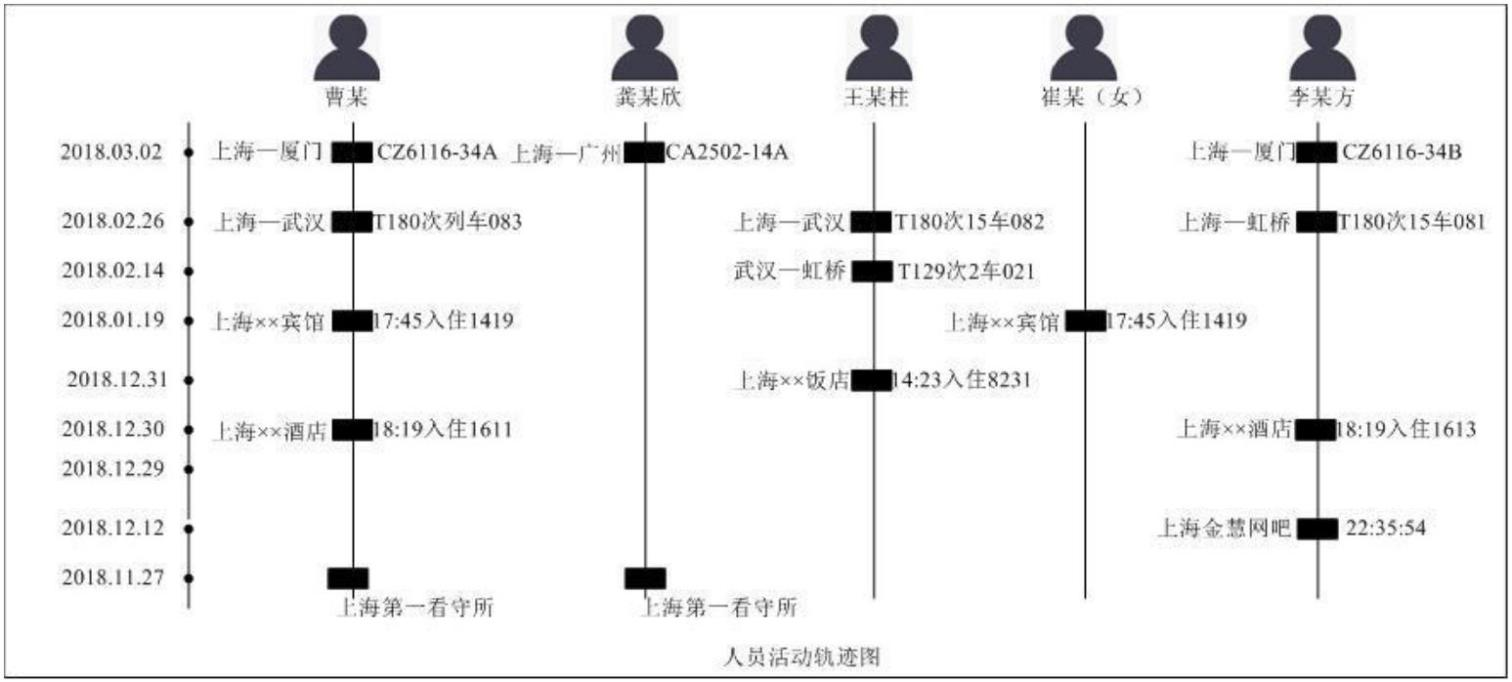 曹某 龚某欣 王某柱 崔某（女） 李某方
2018.03.02 上海—厦门 CZ6116-34A 上海—广州 CA2502-14A 上海—厦门 CZ6116-34B
2018.02.26 上海—武汉 T180次列车083 上海—武汉 T180次15车082 上海—虹桥 T180次15车081
2018.02.14 武汉—虹桥 T129次2车021
2018.01.19 上海××宾馆 17:45入住1419 上海××宾馆 17:45入住1419
2018.12.31 上海××饭店 14:23入住8231
2018.12.30 上海××酒店 18:19入住1611 上海××酒店 18:19入住1613
2018.12.29
2018.12.12 上海金慧网吧 22:35:54
2018.11.27
上海第一看守所 上海第一看守所
人员活动轨迹图